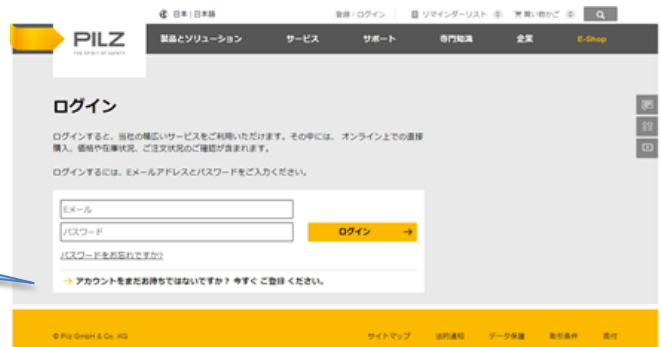 日本 | 日本語
登録 / ログイン
リマインダーリスト
買い物かご
PILZ
THE SPIRIT OF SAFETY
製品とソリューション
サービス
サポート
専門知識
企業
E-Shop
ログイン
ログインすると、当社の幅広いサービスをご利用いただけます。その中には、オンライン上での直接
購入、価格や在庫状況、ご注文状況のご確認が含まれます。
ログインするには、Eメールアドレスとパスワードをご入力ください。
Eメール
パスワード
ログイン →
パスワードをお忘れですか?
→ アカウントをまだお持ちではないですか? 今すぐ ご登録 ください。
© Pilz GmbH & Co. KG
サイトマップ
法的通知
データ保護
取引条件
奥付